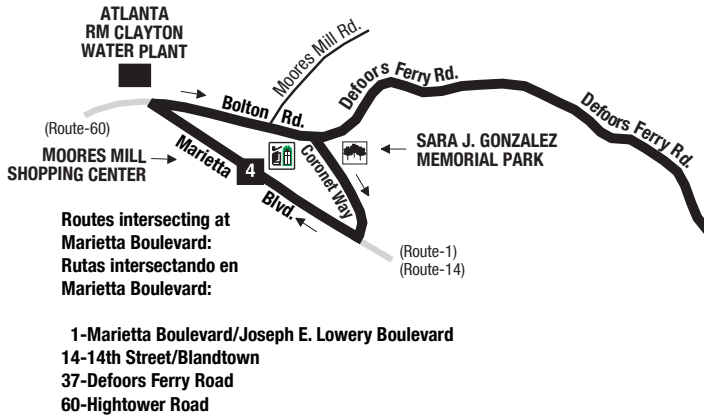 ATLANTA
RM CLAYTON
WATER PLANT
Moores Mill Rd.
Defoors Ferry Rd.
Defoors Ferry Rd.
Bolton Rd.
(Route-60)
MOORES MILL
SHOPPING CENTER
Marietta Blvd.
4
Coronet Way
SARA J. GONZALEZ
MEMORIAL PARK
(Route-1)
(Route-14)
Routes intersecting at
Marietta Boulevard:
Rutas intersectando en
Marietta Boulevard:
1-Marietta Boulevard/Joseph E. Lowery Boulevard
14-14th Street/Blandtown
37-Defoors Ferry Road
60-Hightower Road